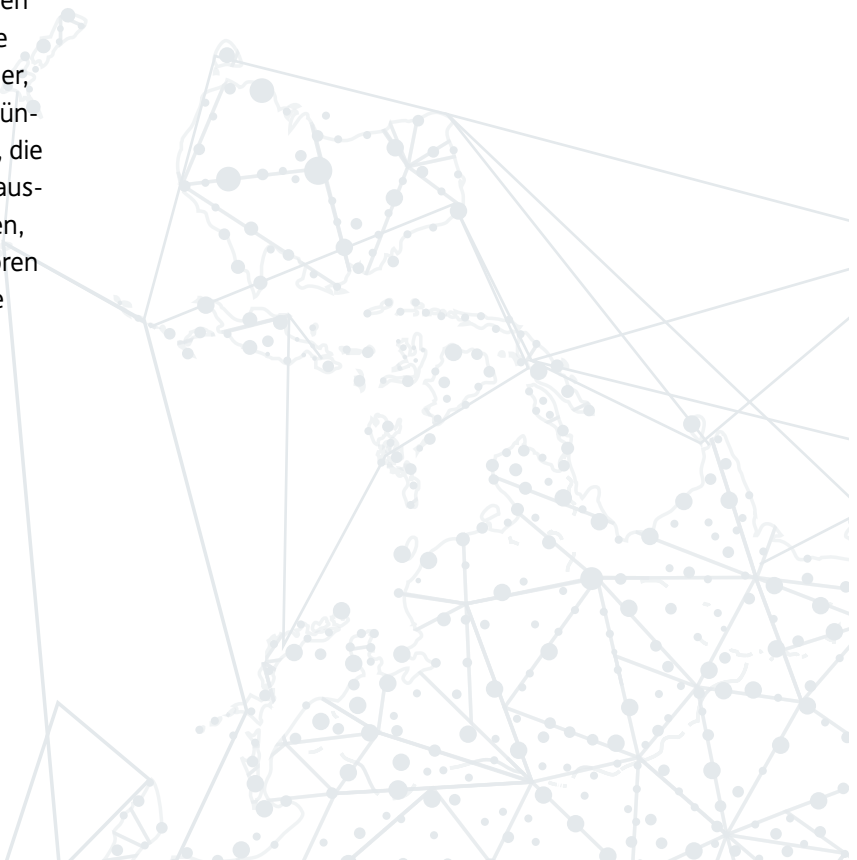 en
e
er,
ün-
, die
aus-
en,
oren
e